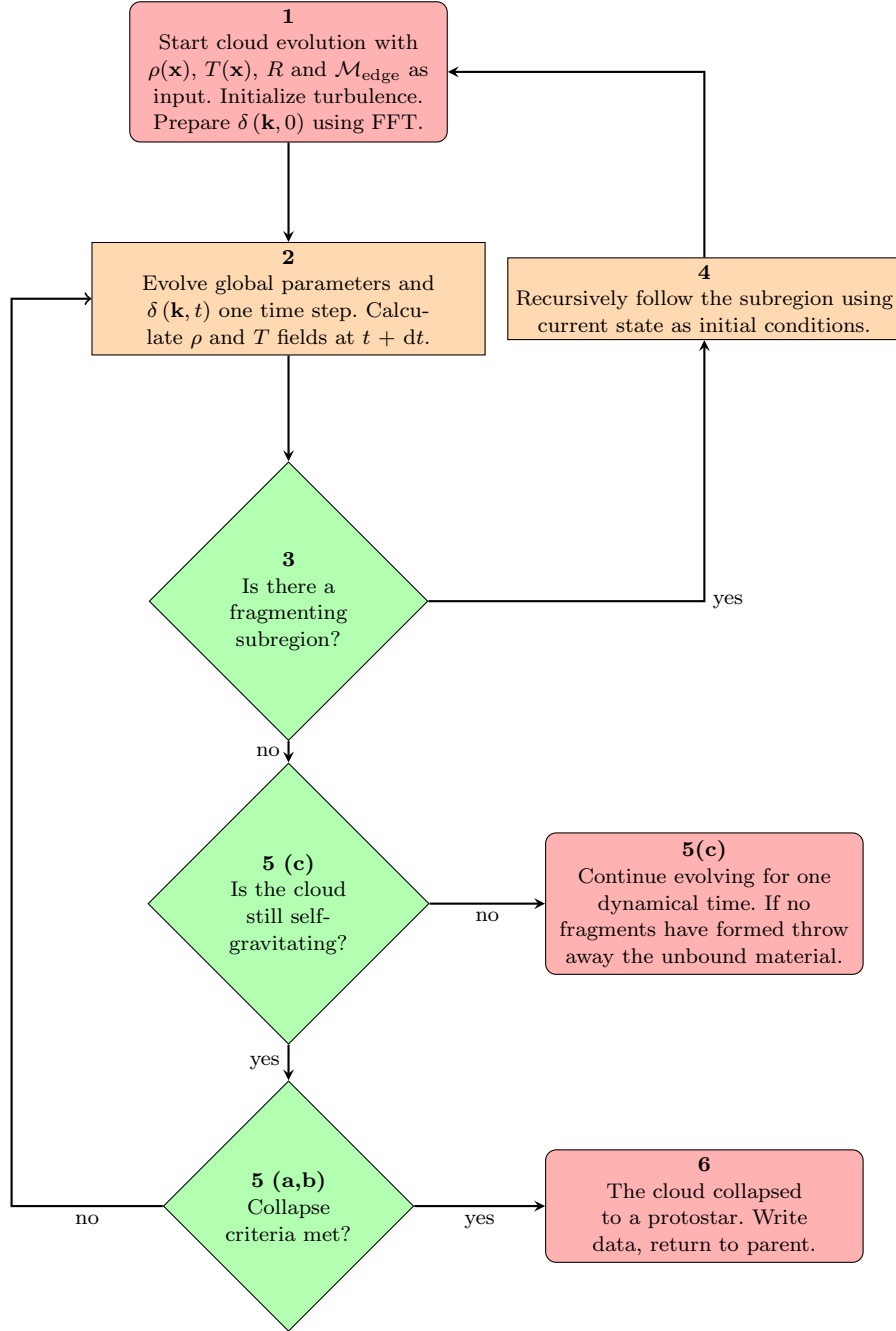 1
Start cloud evolution with
ρ(x), T(x), R and ℳedge as
input. Initialize turbulence.
Prepare δ (k, 0) using FFT.
2
Evolve global parameters and
δ (k, t) one time step. Calcu-
late ρ and T fields at t + dt.
4
Recursively follow the subregion using
current state as initial conditions.
3
Is there a
fragmenting
subregion?
yes
no
5 (c)
Is the cloud
still self-
gravitating?
no
5(c)
Continue evolving for one
dynamical time. If no
fragments have formed throw
away the unbound material.
yes
5 (a,b)
Collapse
criteria met?
no
yes
6
The cloud collapsed
to a protostar. Write
data, return to parent.